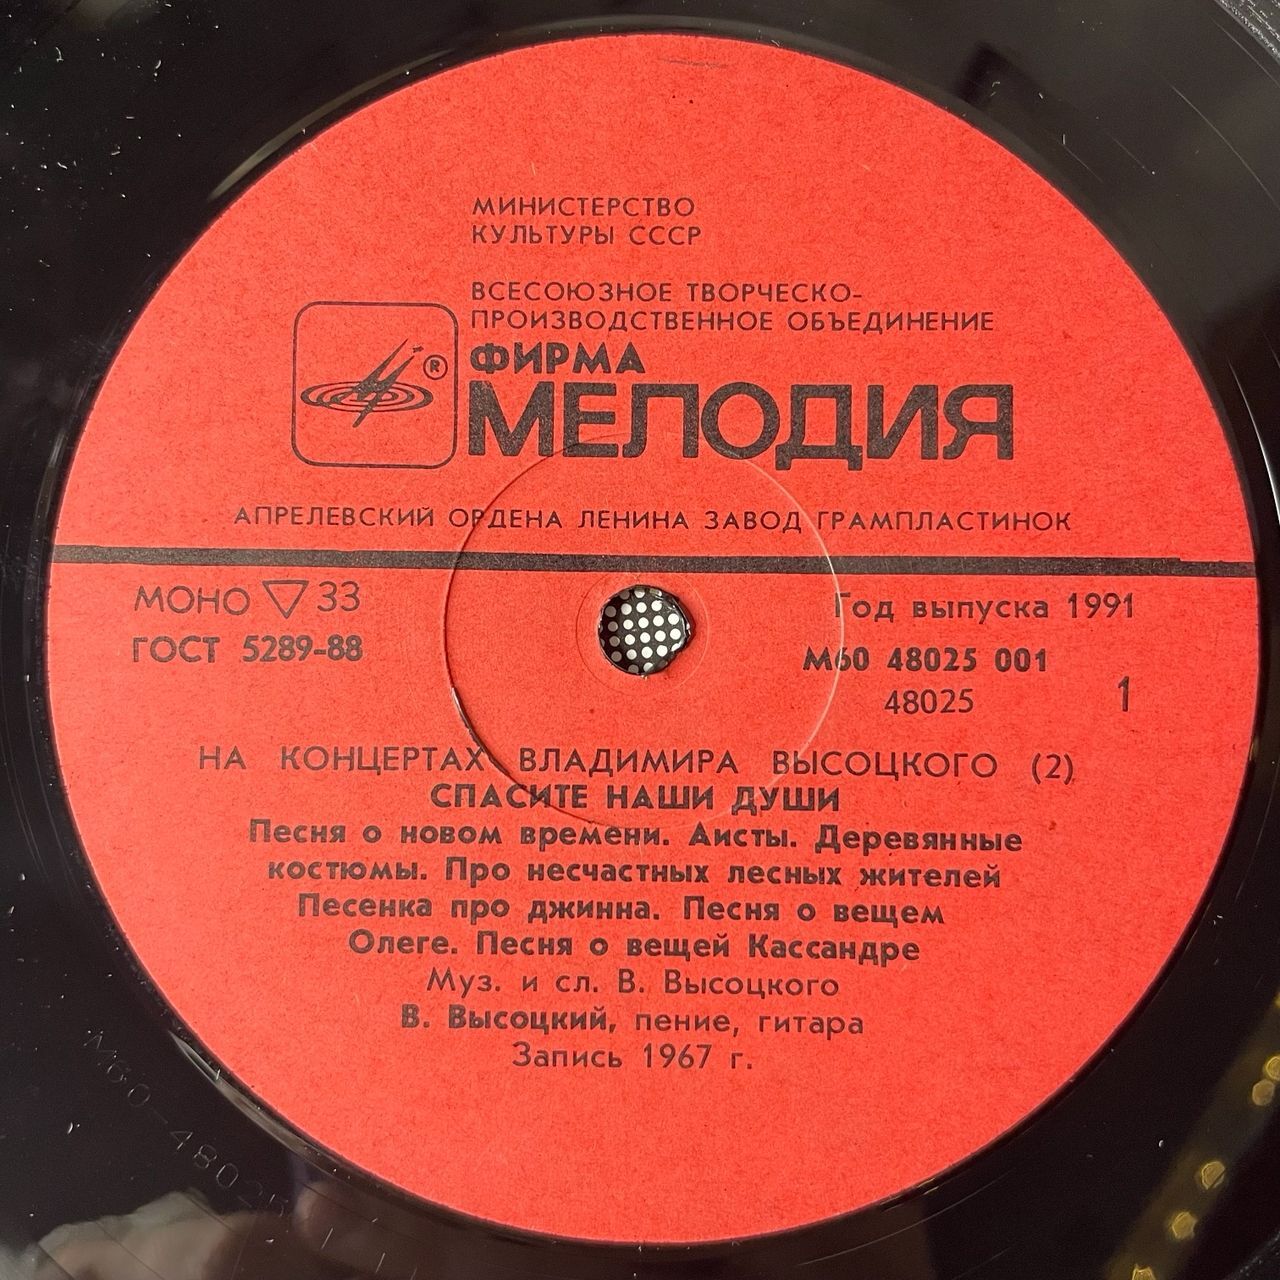 МИНИСТЕРСТВО
КУЛЬТУРЫ СССР
ВСЕСОЮЗНОЕ ТВОРЧЕСКО-
ПРОИЗВОДСТВЕННОЕ ОБЪЕДИНЕНИЕ
ФИРМА
®
МЕЛОДИЯ
АПРЕЛЕВСКИЙ ОРДЕНА ЛЕНИНА ЗАВОД ГРАМПЛАСТИНОК
МОНО ▽ 33
Год выпуска 1991
ГОСТ 5289-88
М60 48025 001
48025
1
НА КОНЦЕРТАХ ВЛАДИМИРА ВЫСОЦКОГО (2)
СПАСИТЕ НАШИ ДУШИ
Песня о новом времени. Аисты. Деревянные
костюмы. Про несчастных лесных жителей
Песенка про джинна. Песня о вещем
Олеге. Песня о вещей Кассандре
Муз. и сл. В. Высоцкого
В. Высоцкий, пение, гитара
Запись 1967 г.
М60-48025